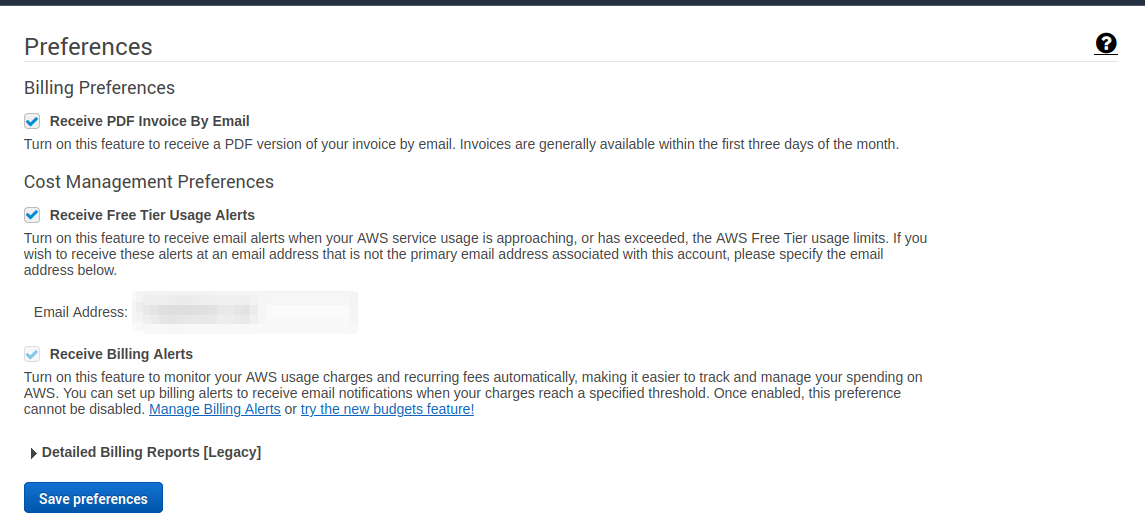 Preferences
?
Billing Preferences
Receive PDF Invoice By Email
Turn on this feature to receive a PDF version of your invoice by email. Invoices are generally available within the first three days of the month.
Cost Management Preferences
Receive Free Tier Usage Alerts
Turn on this feature to receive email alerts when your AWS service usage is approaching, or has exceeded, the AWS Free Tier usage limits. If you
wish to receive these alerts at an email address that is not the primary email address associated with this account, please specify the email
address below.
Email Address:
Receive Billing Alerts
Turn on this feature to monitor your AWS usage charges and recurring fees automatically, making it easier to track and manage your spending on
AWS. You can set up billing alerts to receive email notifications when your charges reach a specified threshold. Once enabled, this preference
cannot be disabled. Manage Billing Alerts or try the new budgets feature!
Detailed Billing Reports [Legacy]
Save preferences